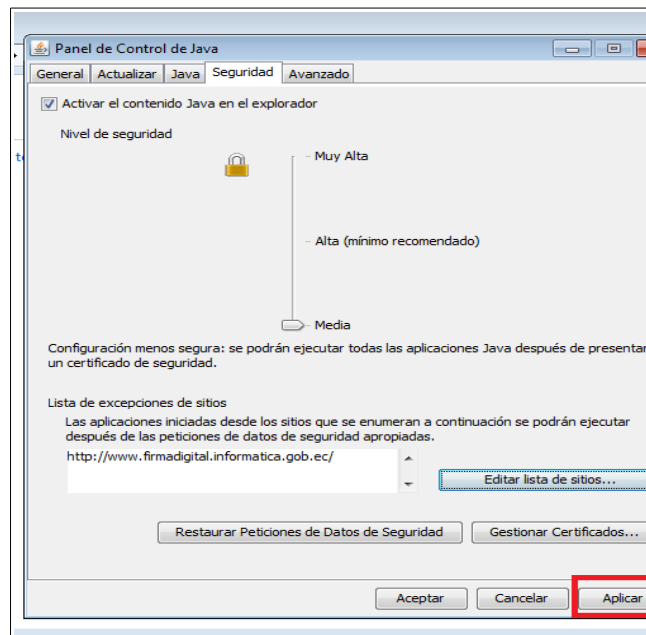 Panel de Control de Java
General Actualizar Java Seguridad Avanzado
Activar el contenido Java en el explorador
Nivel de seguridad
Muy Alta
Alta (mínimo recomendado)
Media
Configuración menos segura: se podrán ejecutar todas las aplicaciones Java después de presentar
un certificado de seguridad.
Lista de excepciones de sitios
Las aplicaciones iniciadas desde los sitios que se enumeran a continuación se podrán ejecutar
después de las peticiones de datos de seguridad apropiadas.
http://www.firmadigital.informatica.gob.ec/
Editar lista de sitios...
Restaurar Peticiones de Datos de Seguridad Gestionar Certificados...
Aceptar Cancelar Aplicar